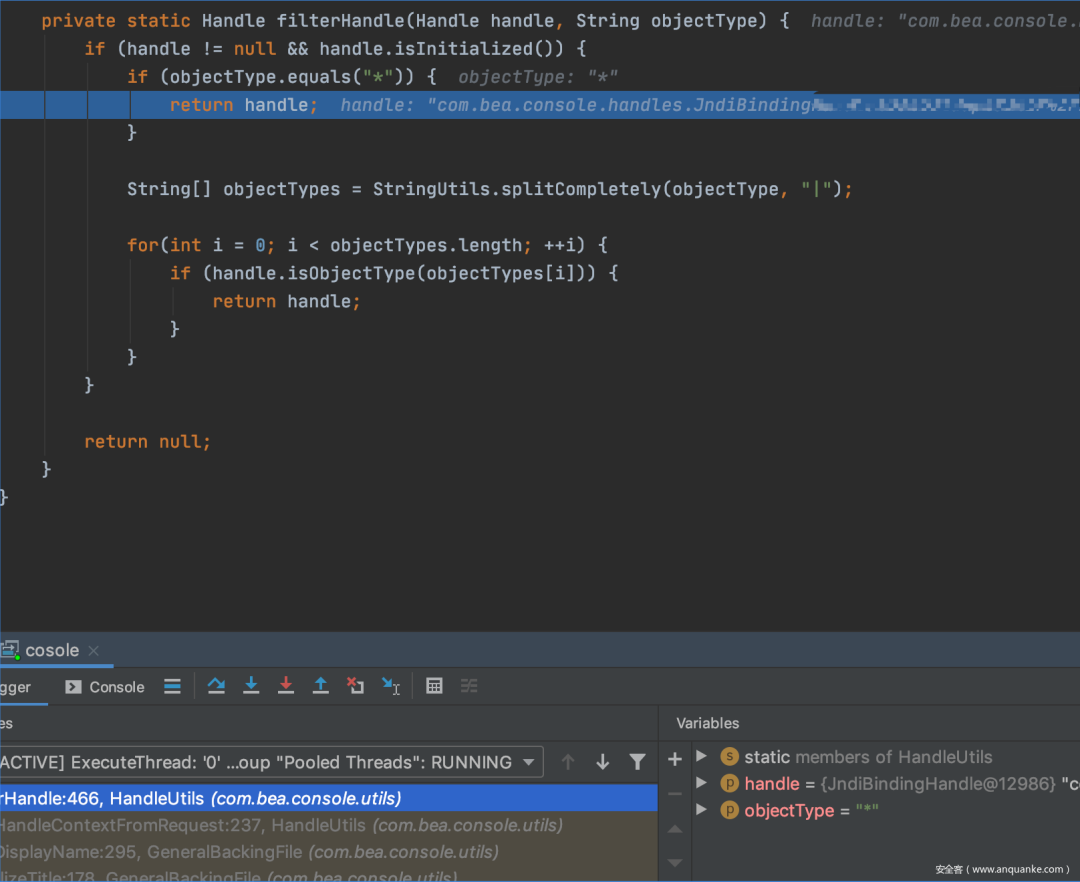 private static Handle filterHandle(Handle handle, String objectType) {  handle: "com.bea.console.
if (handle != null && handle.isInitialized()) {
if (objectType.equals("*")) {  objectType: "*"
return handle;  handle: "com.bea.console.handles.JndiBinding
}
String[] objectTypes = StringUtils.splitCompletely(objectType, "|");
for(int i = 0; i < objectTypes.length; ++i) {
if (handle.isObjectType(objectTypes[i])) {
return handle;
}
}
}
return null;
}
}
cosole
gger
Console
es
Variables
ACTIVE] ExecuteThread: '0' ...oup "Pooled Threads": RUNNING
static members of HandleUtils
handle = {JndiBindingHandle@12986} "c
objectType = "*"
rHandle:466, HandleUtils (com.bea.console.utils)
HandleContextFromRequest:237, HandleUtils (com.bea.console.utils)
DisplayName:295, GeneralBackingFile (com.bea.console.utils)
lizeTitle:178, GeneralBackingFile (com.bea.console.utils)
安全客（www.anquanke.com）